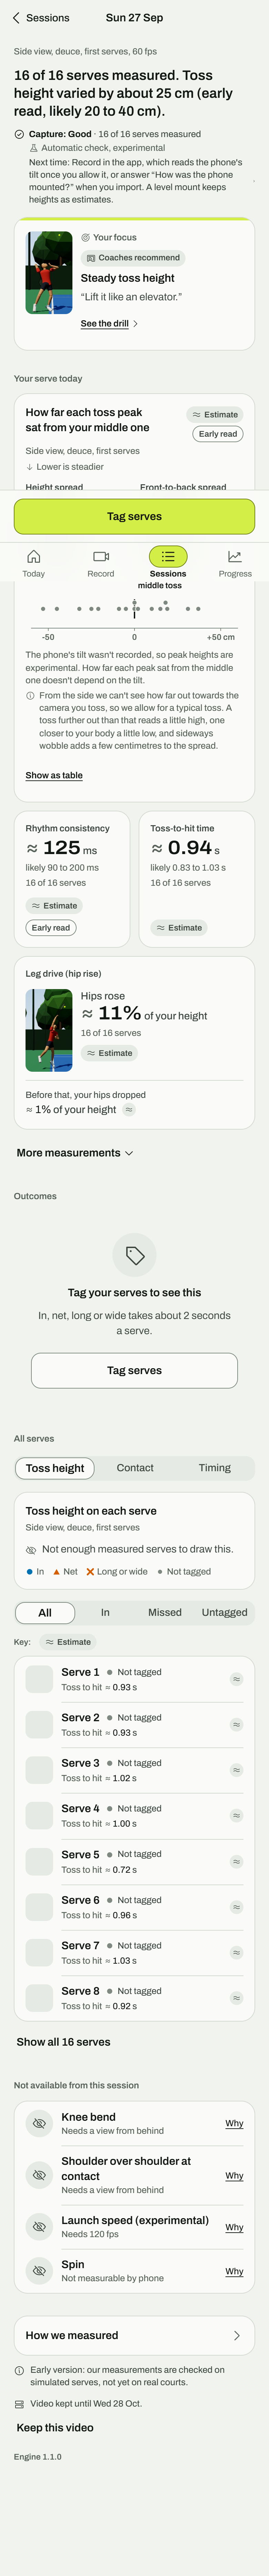 Sessions
Sun 27 Sep
Side view, deuce, first serves, 60 fps
16 of 16 serves measured. Toss
height varied by about 25 cm (early
read, likely 20 to 40 cm).
Capture: Good · 16 of 16 serves measured
Automatic check, experimental
Next time: Record in the app, which reads the phone's
tilt once you allow it, or answer “How was the phone
mounted?” when you import. A level mount keeps
heights as estimates.
Your focus
Coaches recommend
Steady toss height
“Lift it like an elevator.”
See the drill
Your serve today
How far each toss peak
sat from your middle one
≈ Estimate
Early read
Side view, deuce, first serves
↓ Lower is steadier
Height spread
Front-to-back spread
Tag serves
Today
Record
Sessions
Progress
middle toss
-50
0
+50 cm
The phone's tilt wasn't recorded, so peak heights are
experimental. How far each peak sat from the middle
one doesn't depend on the tilt.
From the side we can't see how far out towards the
camera you toss, so we allow for a typical toss. A
toss further out than that reads a little high, one
closer to your body a little low, and sideways
wobble adds a few centimetres to the spread.
Show as table
Rhythm consistency
≈ 125 ms
likely 90 to 200 ms
16 of 16 serves
≈ Estimate
Early read
Toss-to-hit time
≈ 0.94 s
likely 0.83 to 1.03 s
16 of 16 serves
≈ Estimate
Leg drive (hip rise)
Hips rose
≈ 11% of your height
16 of 16 serves
≈ Estimate
Before that, your hips dropped
≈ 1% of your height ≈
More measurements
Outcomes
Tag your serves to see this
In, net, long or wide takes about 2 seconds
a serve.
Tag serves
All serves
Toss height
Contact
Timing
Toss height on each serve
Side view, deuce, first serves
Not enough measured serves to draw this.
In
Net
Long or wide
Not tagged
All
In
Missed
Untagged
Key: ≈ Estimate
Serve 1 Not tagged
Toss to hit ≈ 0.93 s
≈
Serve 2 Not tagged
Toss to hit ≈ 0.93 s
≈
Serve 3 Not tagged
Toss to hit ≈ 1.02 s
≈
Serve 4 Not tagged
Toss to hit ≈ 1.00 s
≈
Serve 5 Not tagged
Toss to hit ≈ 0.72 s
≈
Serve 6 Not tagged
Toss to hit ≈ 0.96 s
≈
Serve 7 Not tagged
Toss to hit ≈ 1.03 s
≈
Serve 8 Not tagged
Toss to hit ≈ 0.92 s
≈
Show all 16 serves
Not available from this session
Knee bend
Needs a view from behind
Why
Shoulder over shoulder at
contact
Needs a view from behind
Why
Launch speed (experimental)
Needs 120 fps
Why
Spin
Not measurable by phone
Why
How we measured
Early version: our measurements are checked on
simulated serves, not yet on real courts.
Video kept until Wed 28 Oct.
Keep this video
Engine 1.1.0